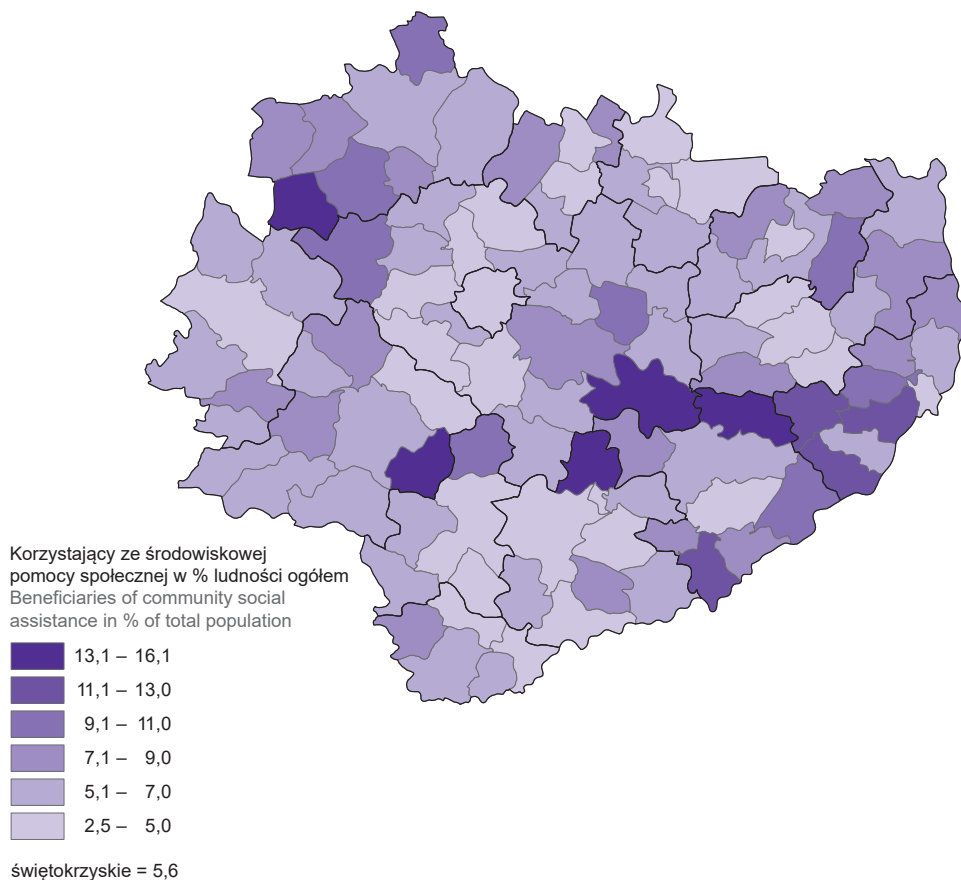 Korzystający ze środowiskowej
pomocy społecznej w % ludności ogółem
Beneficiaries of community social
assistance in % of total population
13,1 – 16,1
11,1 – 13,0
9,1 – 11,0
7,1 – 9,0
5,1 – 7,0
2,5 – 5,0
świętokrzyskie = 5,6